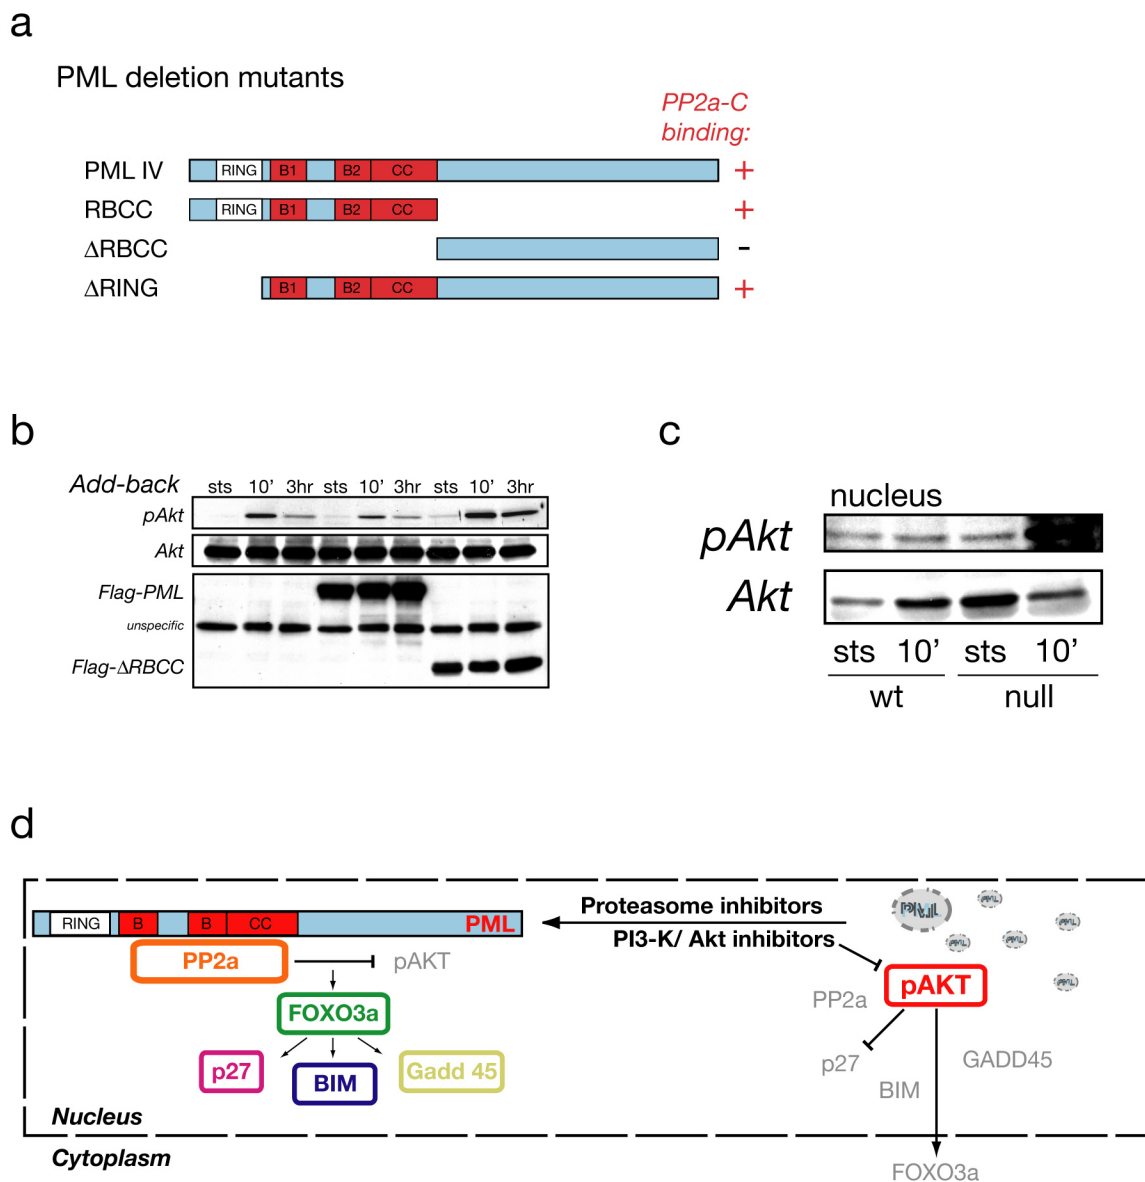 a
PML deletion mutants
PP2a-C
binding:
PML IV RING B1 B2 CC +
RBCC RING B1 B2 CC +
ΔRBCC -
ΔRING B1 B2 CC +
b
Add-back sts 10' 3hr sts 10' 3hr sts 10' 3hr
pAkt
Akt
Flag-PML
unspecific
Flag-ΔRBCC
c
nucleus
pAkt
Akt
sts 10' sts 10'
wt null
d
RING B B CC PML
PP2a
pAKT
FOXO3a
p27
BIM
Gadd 45
Proteasome inhibitors
PI3-K/ Akt inhibitors
pAKT
PP2a
p27
BIM
GADD45
Nucleus
Cytoplasm
FOXO3a